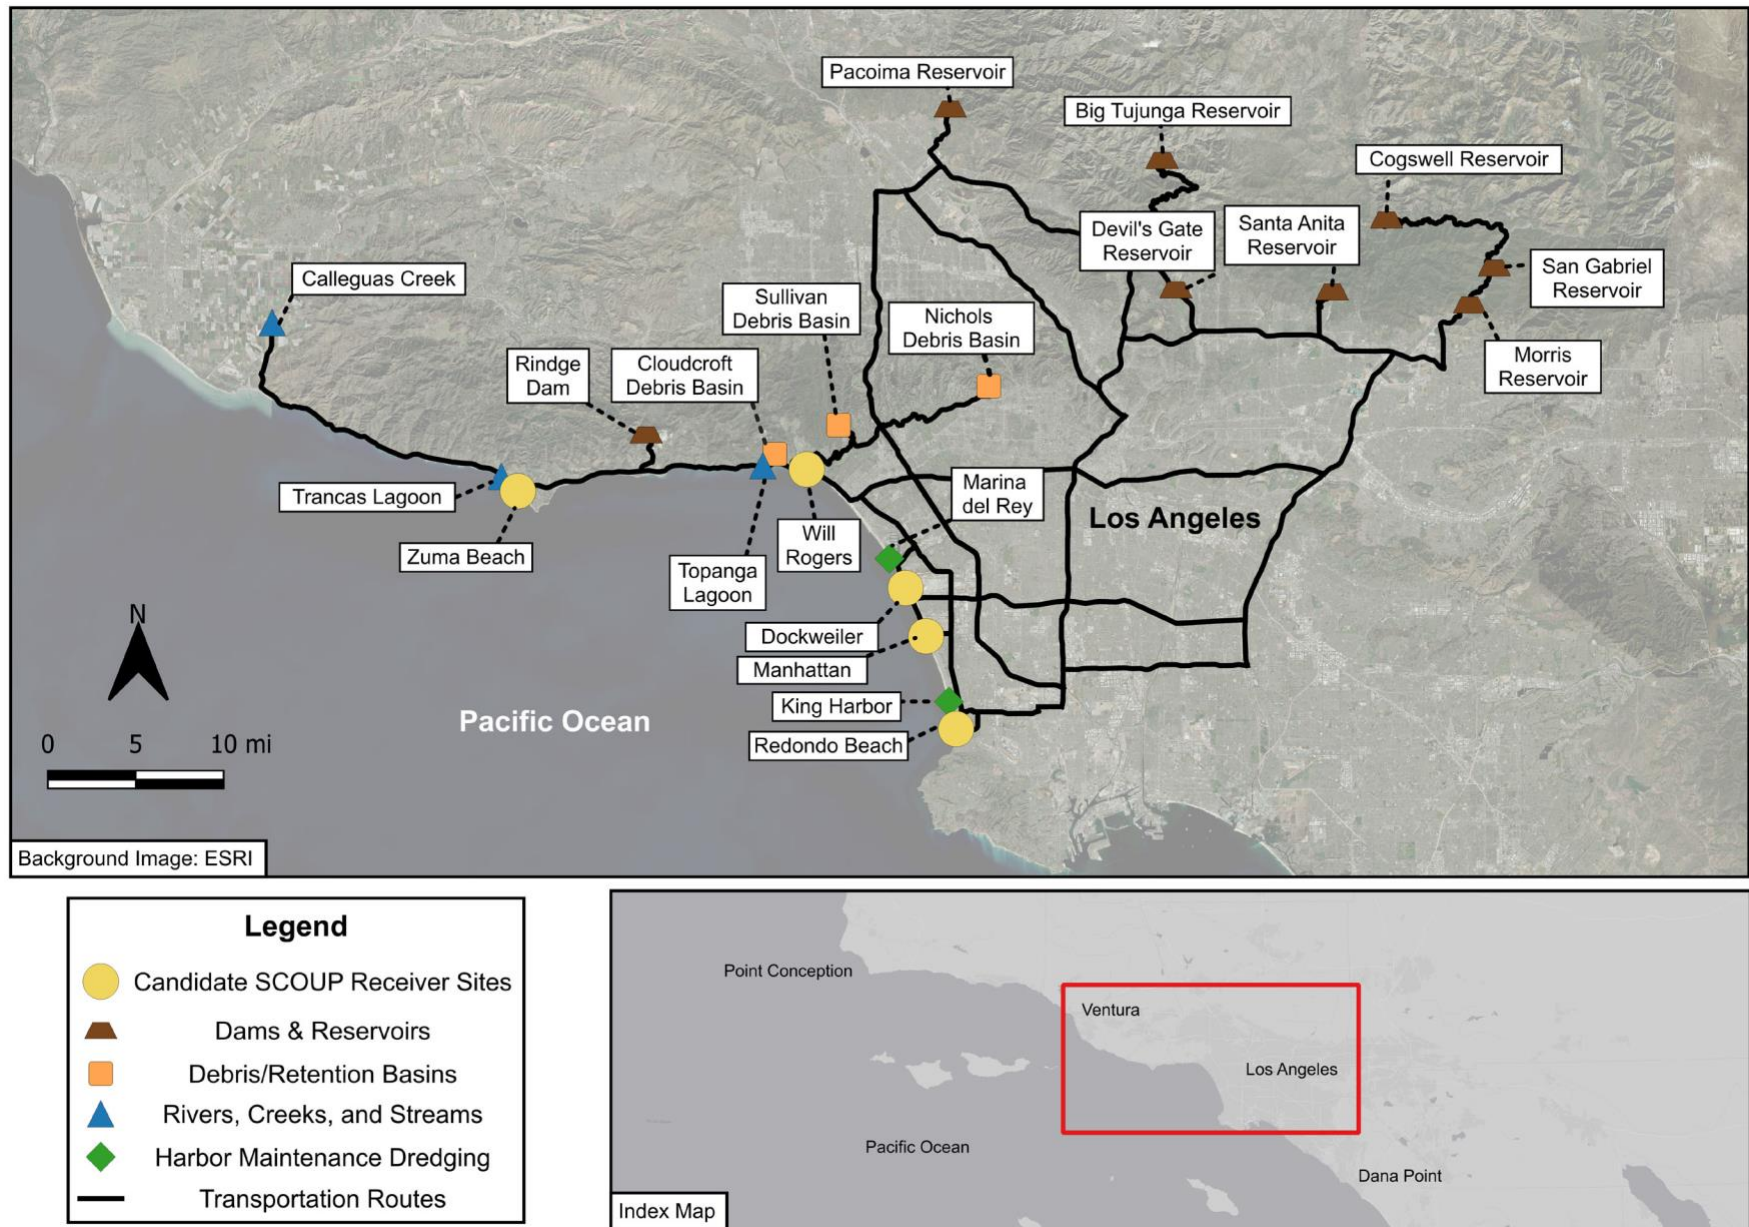 Pacoima Reservoir
Big Tujunga Reservoir
Cogswell Reservoir
Devil's Gate
Reservoir
Santa Anita
Reservoir
San Gabriel
Reservoir
Calleguas Creek
Sullivan
Debris Basin
Nichols
Debris Basin
Morris
Reservoir
Rindge
Dam
Cloudcroft
Debris Basin
Trancas Lagoon
Marina
del Rey
Los Angeles
Zuma Beach
Will
Rogers
Topanga
Lagoon
Dockweiler
Manhattan
King Harbor
Redondo Beach
Pacific Ocean
N
0 5 10 mi
Background Image: ESRI
Legend
Candidate SCOUP Receiver Sites
Dams & Reservoirs
Debris/Retention Basins
Rivers, Creeks, and Streams
Harbor Maintenance Dredging
Transportation Routes
Point Conception
Ventura
Los Angeles
Pacific Ocean
Dana Point
Index Map